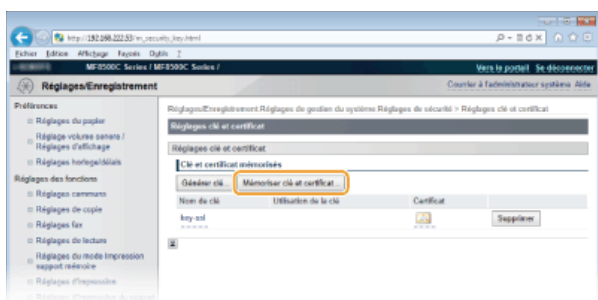 http://192.168.222.53/m_security_key.html
Fichier Edition Affichage Favoris Outils ?
MF8500C Series / MF8500C Series /
Vers le portail Se déconnecter
Réglages/Enregistrement
Courrier à l'administrateur système Aide
Préférences
Réglages du papier
Réglage volume sonore /
Réglages d'affichage
Réglages horloge/délais
Réglages des fonctions
Réglages communs
Réglages de copie
Réglages fax
Réglages de lecture
Réglages du mode Impression
support mémoire
Réglages d'impression
Réglages/Enregistrement:Réglages de gestion du système:Réglages de sécurité > Réglages clé et certificat
Réglages clé et certificat
Réglages clé et certificat
Clé et certificat mémorisés
Générer clé... Mémoriser clé et certificat...
Nom de clé Utilisation de la clé Certificat
key-ssl Supprimer